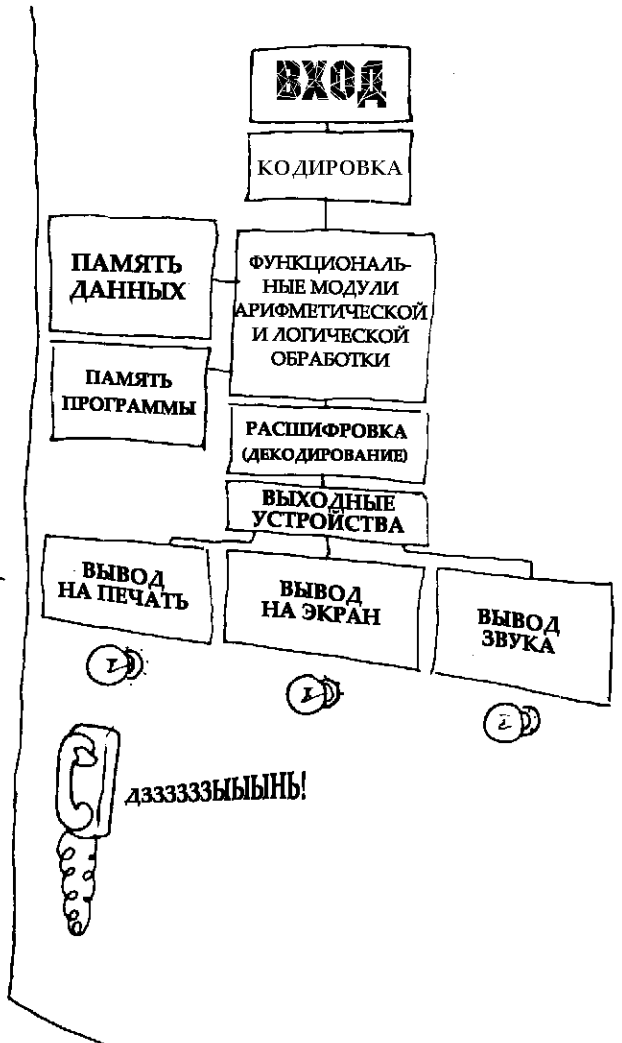 ВХОД
КОДИРОВКА
ПАМЯТЬ
ДАННЫХ
ФУНКЦИОНАЛЬ-
НЫЕ МОДУЛИ
АРИФМЕТИЧЕСКОЙ
И ЛОГИЧЕСКОЙ
ОБРАБОТКИ
ПАМЯТЬ
ПРОГРАММЫ
РАСШИФРОВКА
(ДЕКОДИРОВАНИЕ)
ВЫХОДНЫЕ
УСТРОЙСТВА
ВЫВОД
НА ПЕЧАТЬ
ВЫВОД
НА ЭКРАН
ВЫВОД
ЗВУКА
ДЗЗЗЗЗЗЫЫЫНЬ!